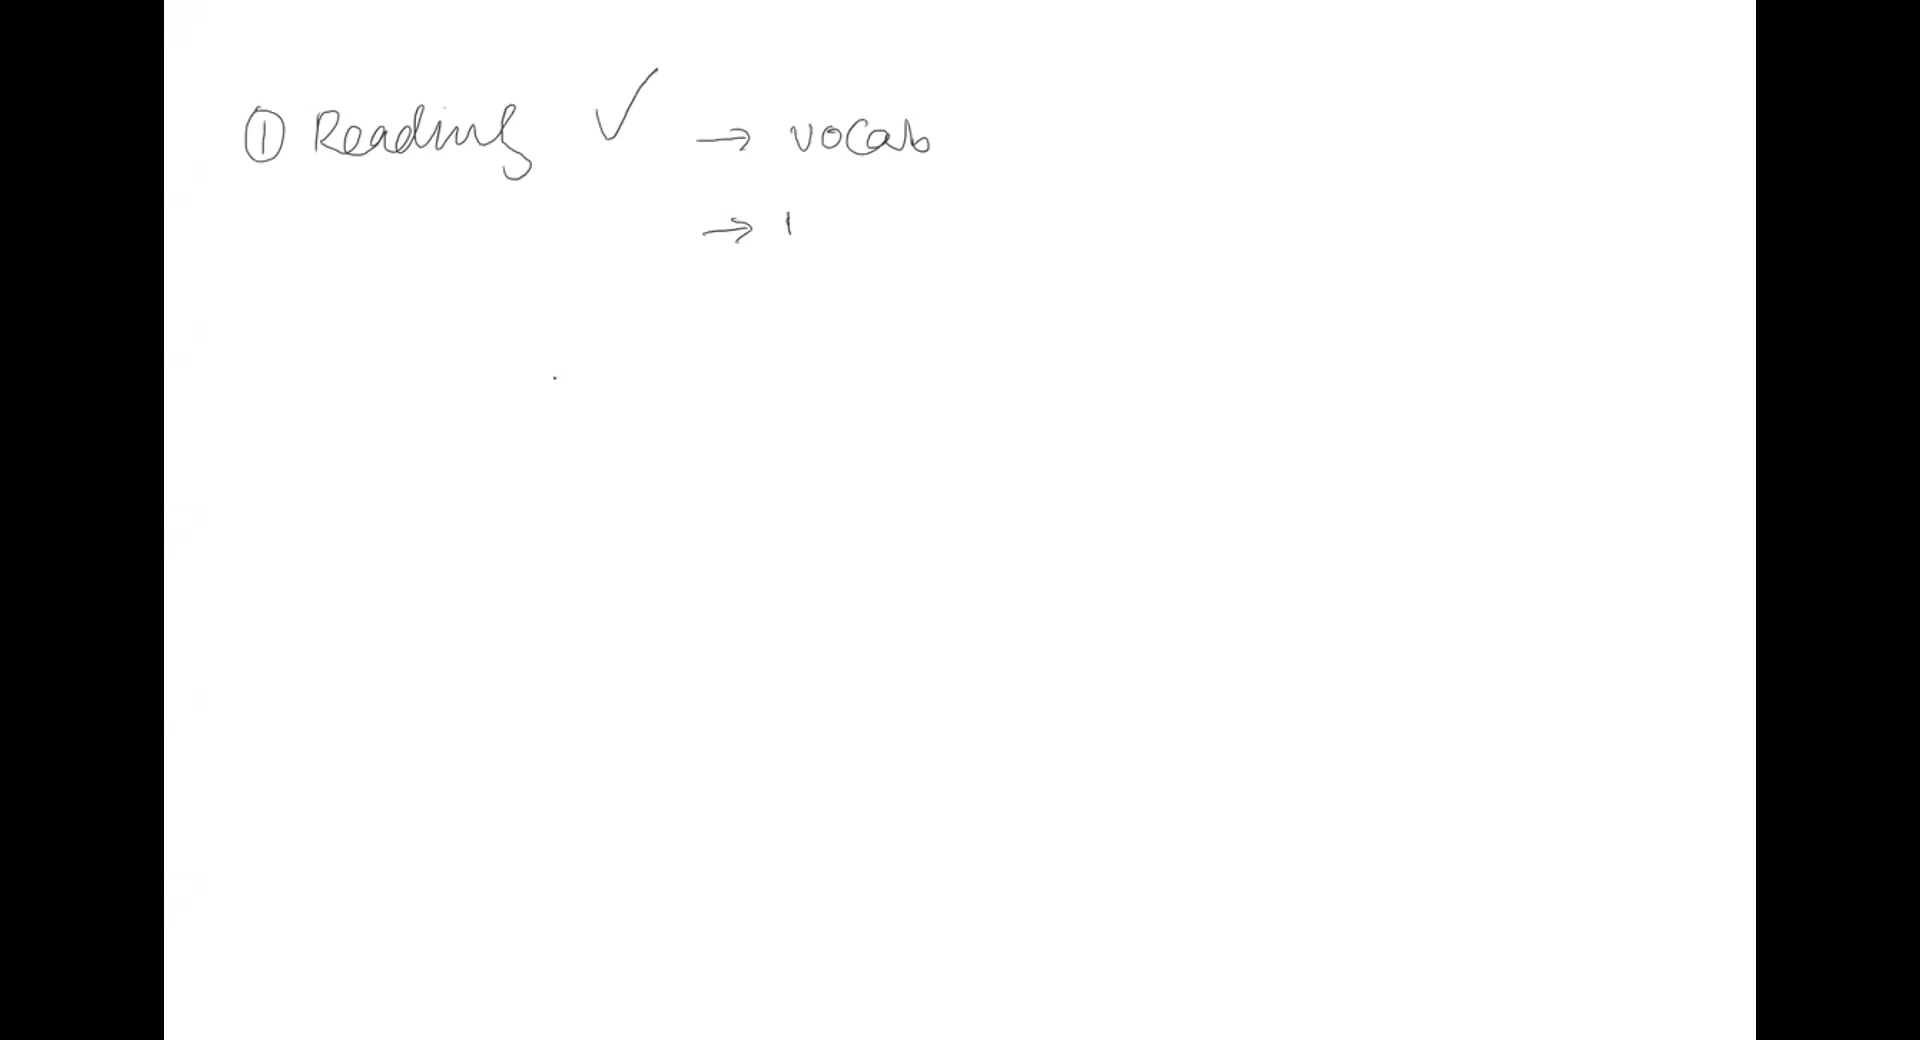 ① Reading ✓ → vocab
→ I